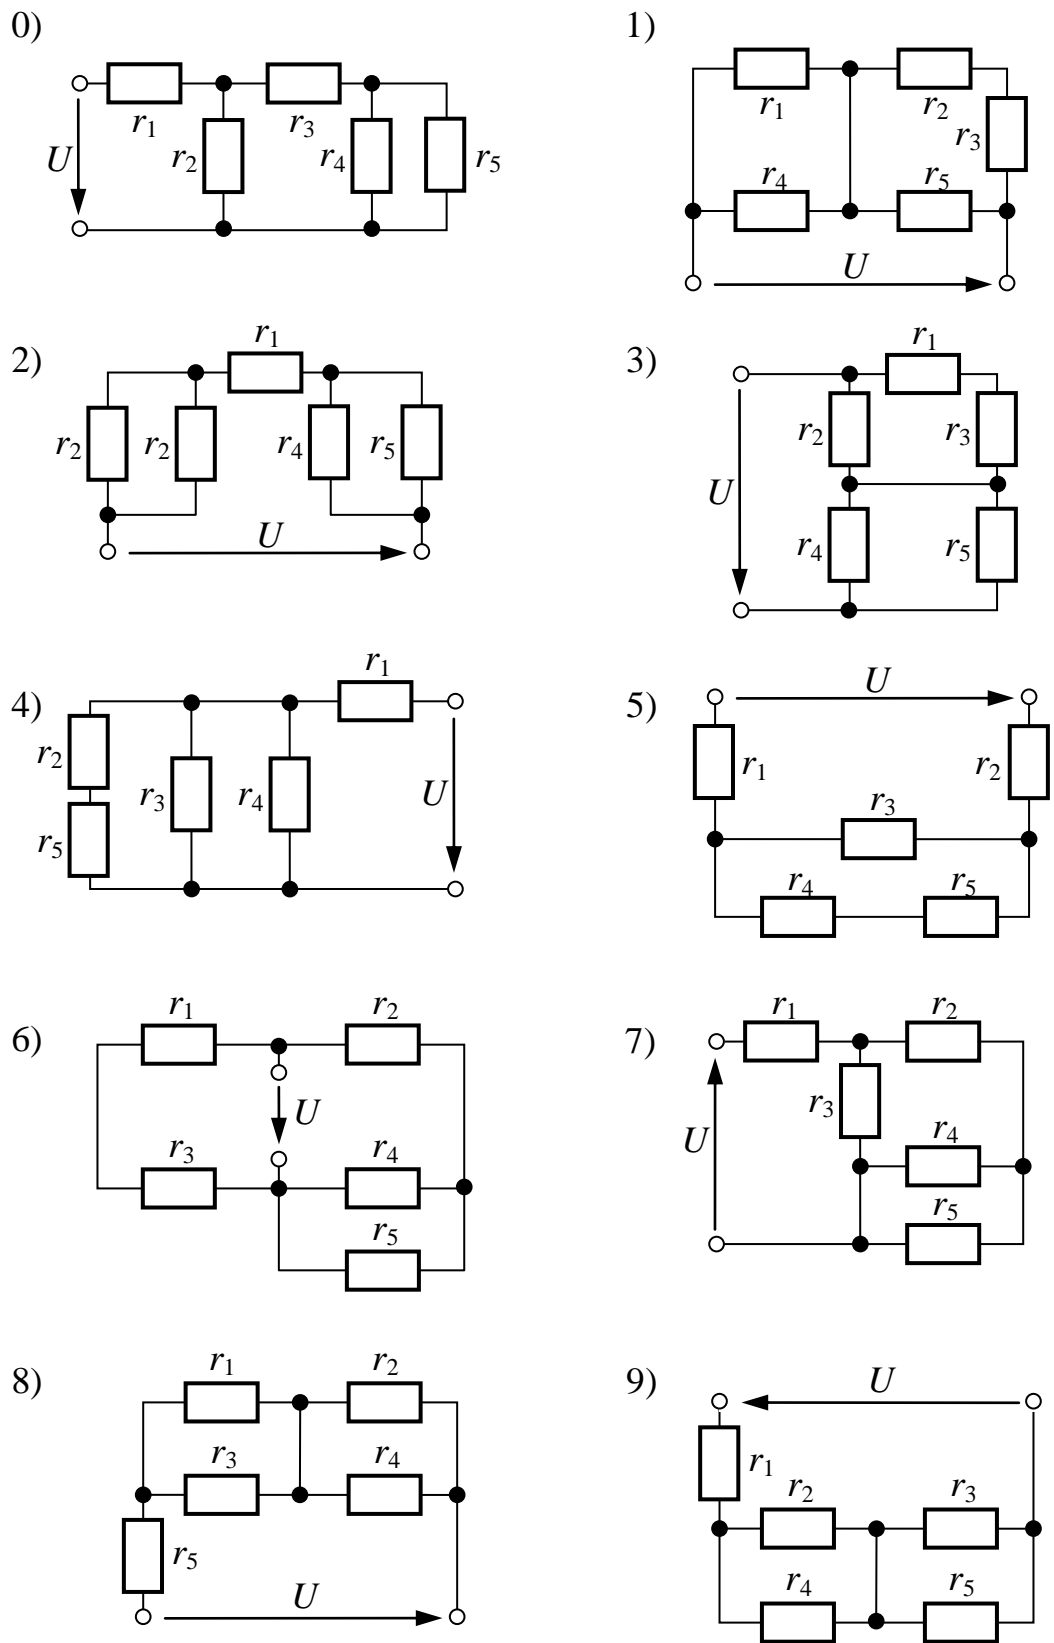 0)
r1 r3
U r2 r4 r5
1)
r1 r2
r3
r4 r5
U
2)
r1
r2 r2 r4 r5
U
3)
r1
r2 r3
U
r4 r5
4)
r1
r2
r3 r4 U
r5
5)
U
r1 r2
r3
r4 r5
6)
r1 r2
U
r3 r4
r5
7)
r1 r2
r3
U r4
r5
8)
r1 r2
r3 r4
r5
U
9)
U
r1
r2 r3
r4 r5